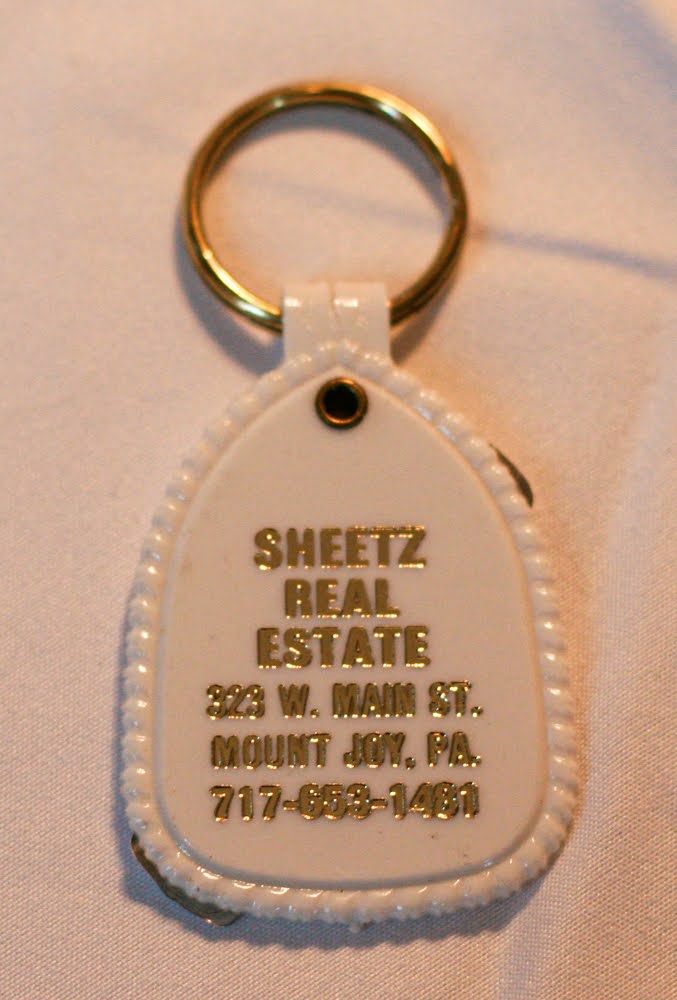 SHEETZ
REAL
ESTATE
323 W. MAIN ST.
MOUNT JOY, PA.
717-653-1481